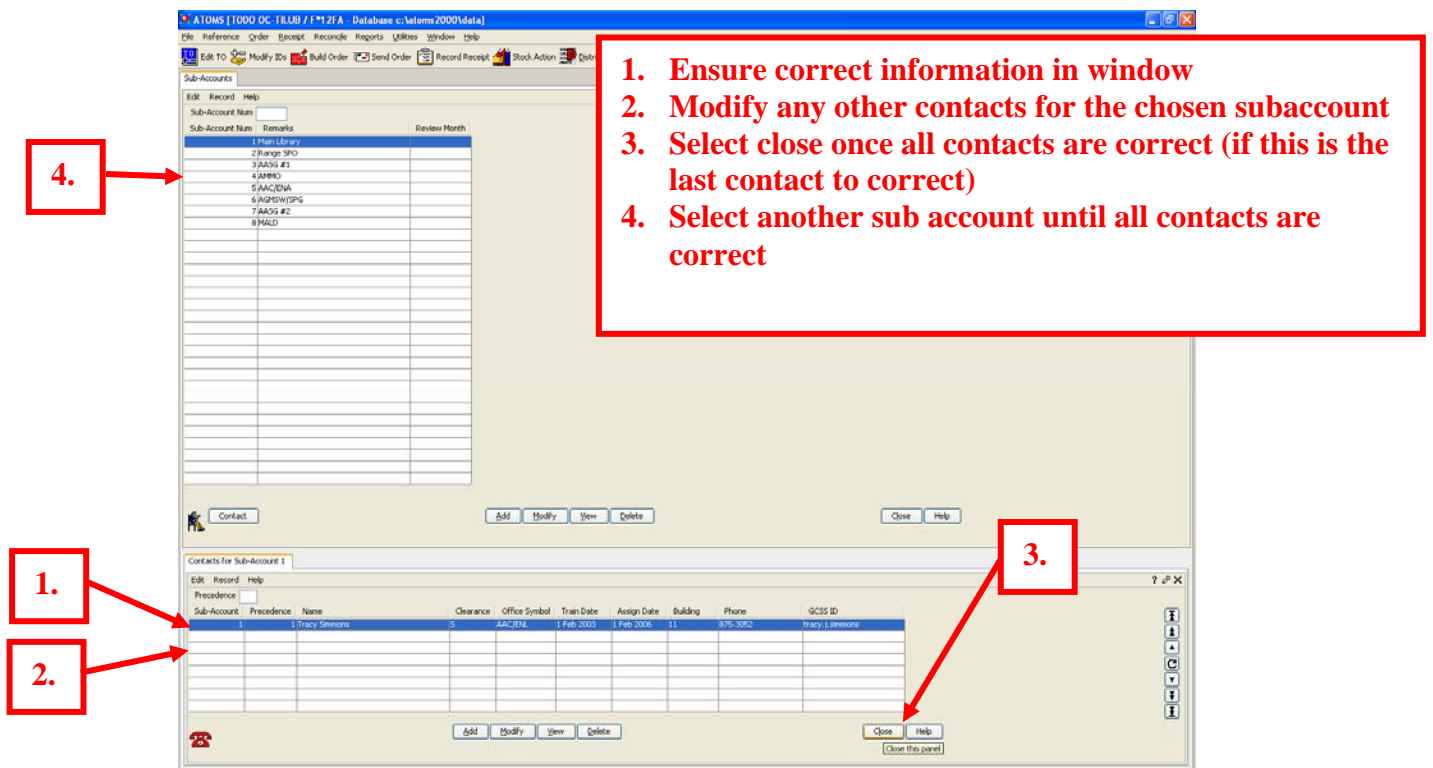 ATOMS [TODO OC-TILUB / F*12FA - Database c:\atoms2000\data]
File Reference Order Receipt Reconcile Reports Utilities Window Help
Edit TO Modify IDs Build Order Send Order Record Receipt Stock Action Distri
1. Ensure correct information in window
2. Modify any other contacts for the chosen subaccount
3. Select close once all contacts are correct (if this is the
last contact to correct)
4. Select another sub account until all contacts are
correct
Sub-Accounts
Edit Record Help
Sub-Account Num
Sub-Account Num Remarks Review Month
1 Main Library
2 Range SPO
3 AASG #1
4 AMMO
5 AAC/ENA
6 AGMSW/SPG
7 AASG #2
8 MALD
4.
Contact Add Modify View Delete Close Help
3.
Contacts for Sub-Account 1
Edit Record Help
1.
Precedence
Sub-Account Precedence Name Clearance Office Symbol Train Date Assign Date Building Phone GCSS ID
1 1 Tracy Simmons S AAC/ENL 1 Feb 2003 1 Feb 2006 11 875-3052 tracy.j.simmons
2.
Add Modify View Delete Close Help
Close this panel